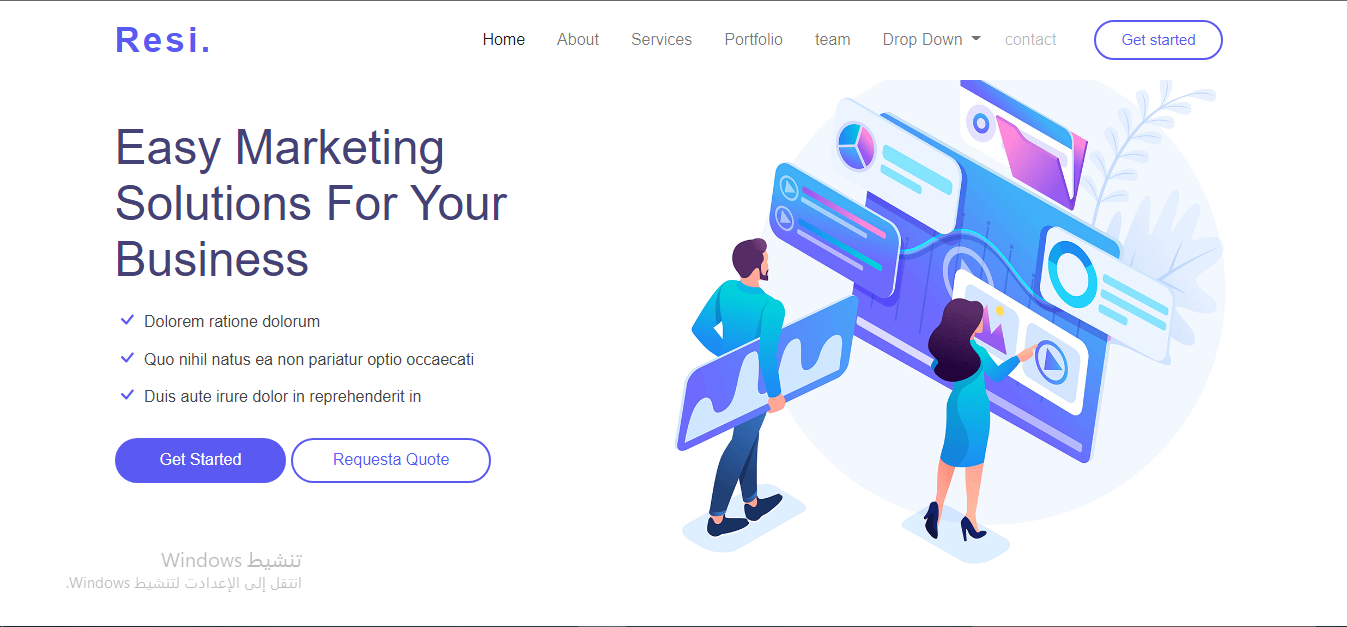 Resi.
Home About Services Portfolio team Drop Down contact Get started
Easy Marketing
Solutions For Your
Business
Dolorem ratione dolorum
Quo nihil natus ea non pariatur optio occaecati
Duis aute irure dolor in reprehenderit in
Get Started Requesta Quote
تنشيط Windows
انتقل إلى الإعدادت لتنشيط Windows.